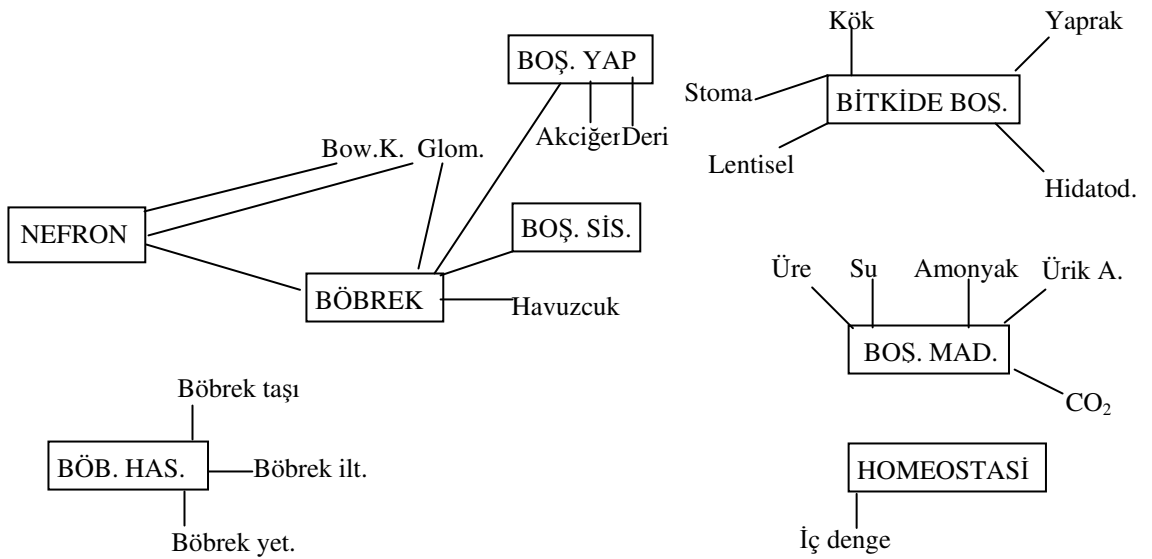 Kök
Yaprak
BOŞ. YAP
Stoma
BİTKİDE BOŞ.
Akciğer Deri
Bow.K. Glom.
Lentisel
Hidatod.
NEFRON
BOŞ. SİS.
Üre Su Amonyak Ürik A.
BÖBREK
Havuzcuk
BOŞ. MAD.
Böbrek taşı
CO₂
BÖB. HAS.
Böbrek ilt.
HOMEOSTASİ
Böbrek yet.
İç denge